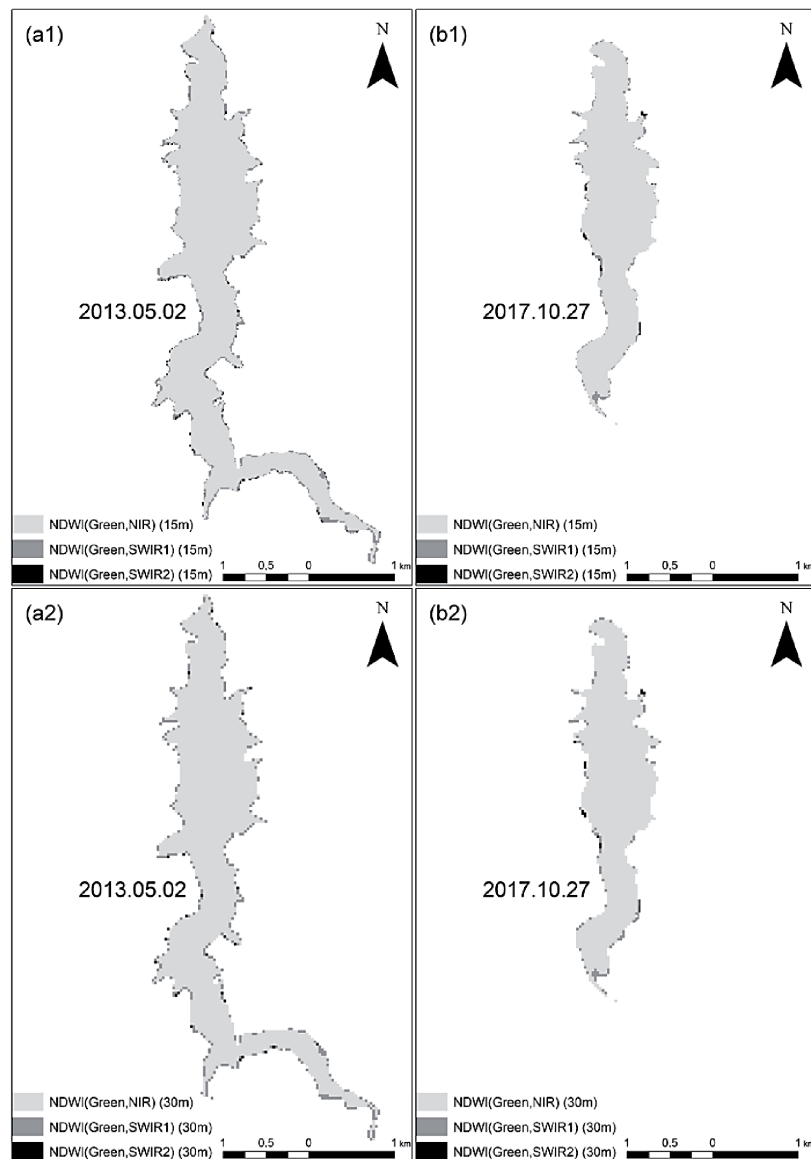 (a1)
N
2013.05.02
NDWI(Green,NIR) (15m)
NDWI(Green,SWIR1) (15m)
NDWI(Green,SWIR2) (15m)
1 0,5 0 1 km
(b1)
N
2017.10.27
NDWI(Green,NIR) (15m)
NDWI(Green,SWIR1) (15m)
NDWI(Green,SWIR2) (15m)
1 0,5 0 1 km
(a2)
N
2013.05.02
NDWI(Green,NIR) (30m)
NDWI(Green,SWIR1) (30m)
NDWI(Green,SWIR2) (30m)
1 0,5 0 1 km
(b2)
N
2017.10.27
NDWI(Green,NIR) (30m)
NDWI(Green,SWIR1) (30m)
NDWI(Green,SWIR2) (30m)
1 0,5 0 1 km